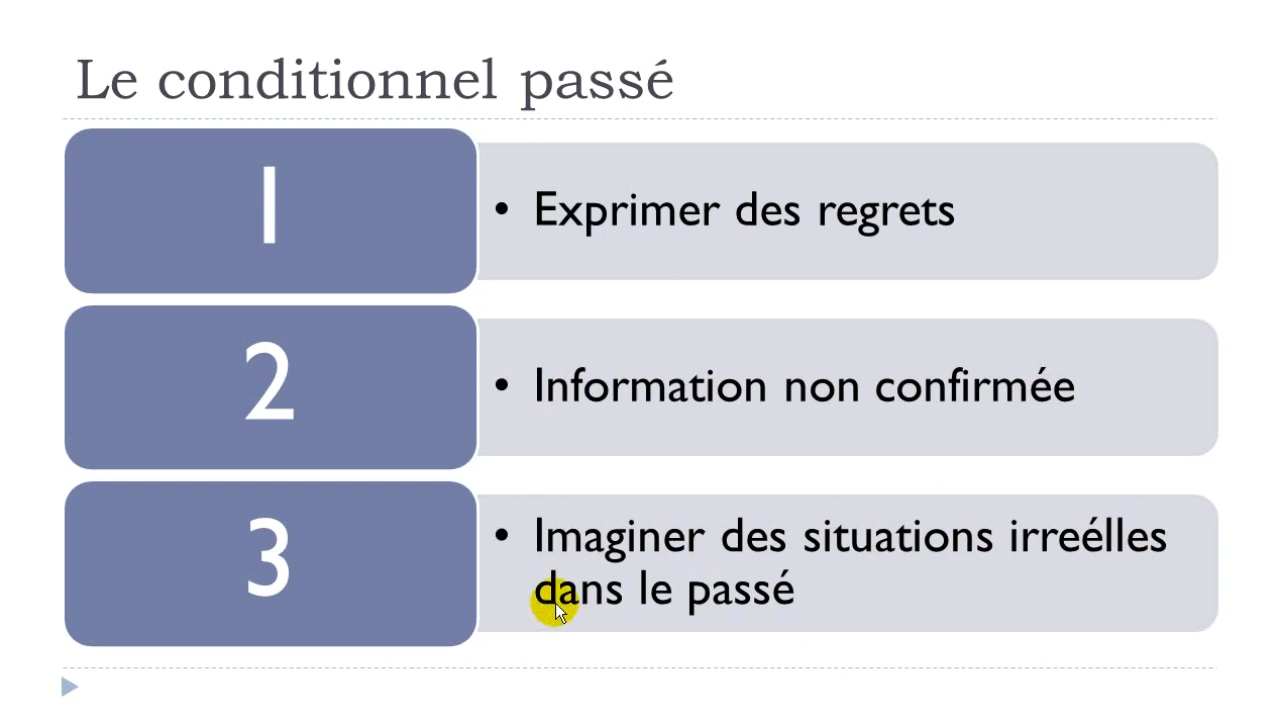 Le conditionnel passé
1
• Exprimer des regrets
2
• Information non confirmée
3
• Imaginer des situations irreélles
dans le passé